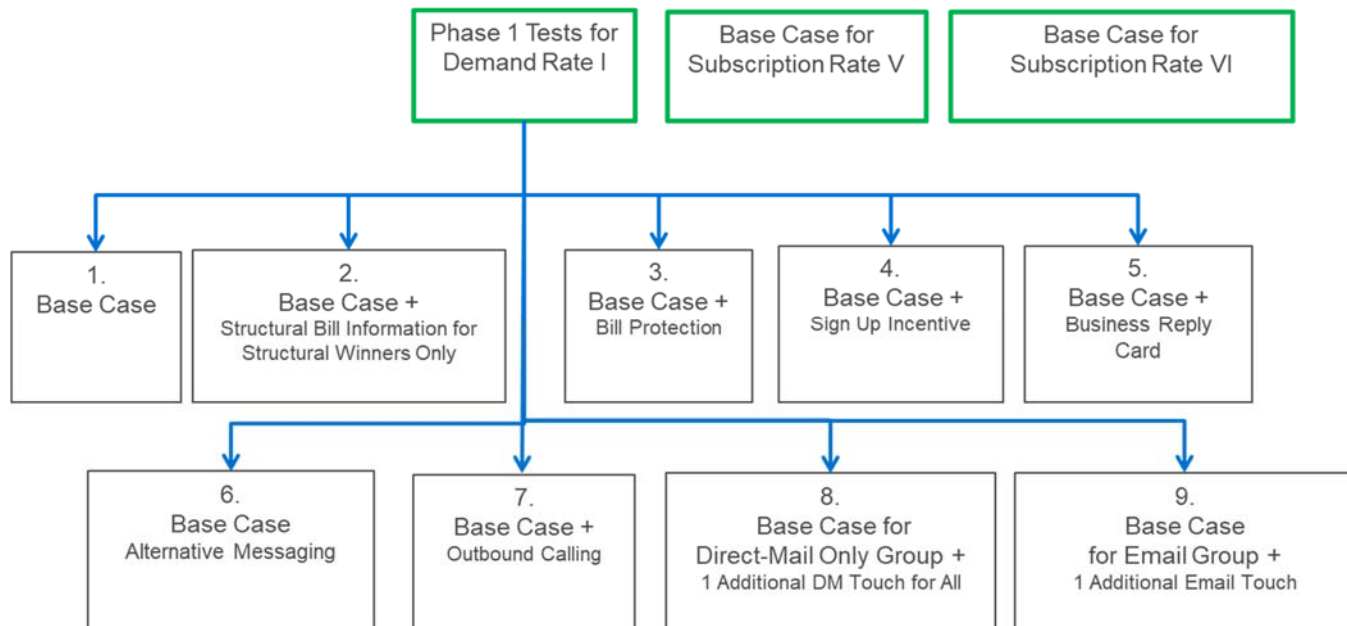 Phase 1 Tests for
Demand Rate I
Base Case for
Subscription Rate V
Base Case for
Subscription Rate VI
1.
Base Case
2.
Base Case +
Structural Bill Information for
Structural Winners Only
3.
Base Case +
Bill Protection
4.
Base Case +
Sign Up Incentive
5.
Base Case +
Business Reply
Card
6.
Base Case
Alternative Messaging
7.
Base Case +
Outbound Calling
8.
Base Case for
Direct-Mail Only Group +
1 Additional DM Touch for All
9.
Base Case
for Email Group +
1 Additional Email Touch